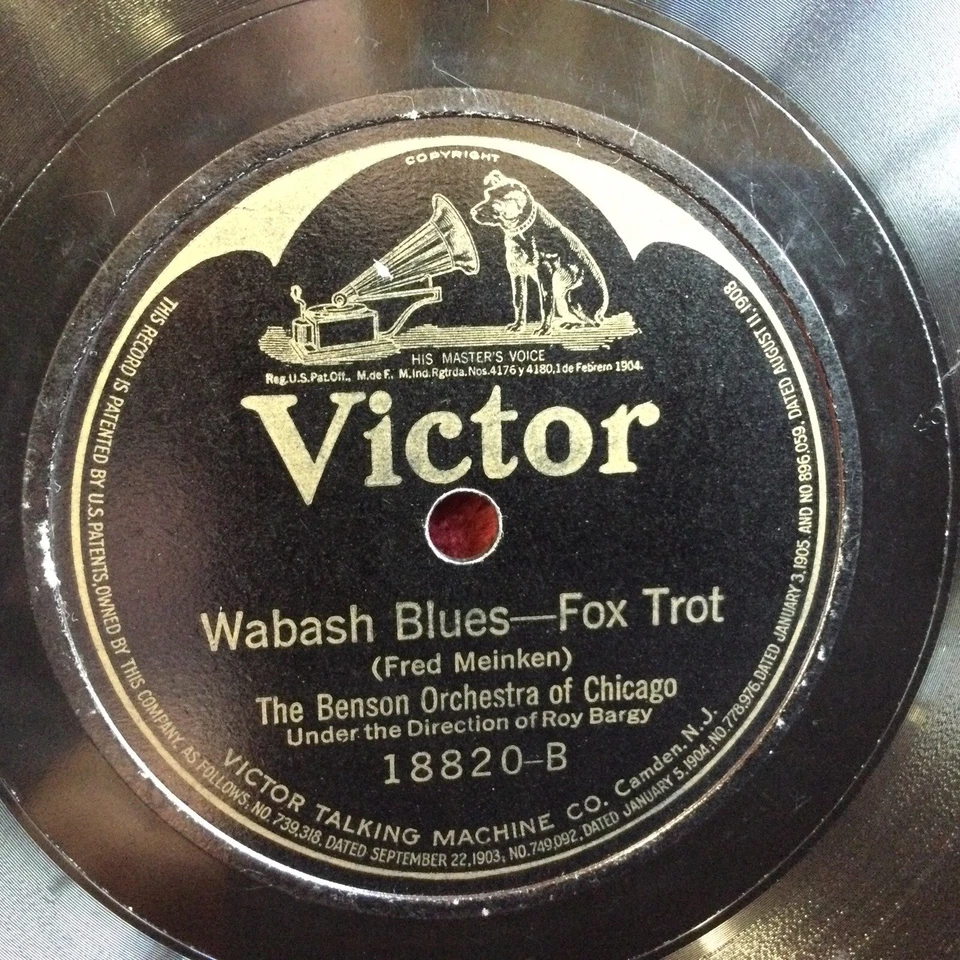 COPYRIGHT
HIS MASTER'S VOICE
Reg.U.S.Pat.Off., M.de F. M.Ind.Rgtrda.Nos.4176 y 4180,1 de Febrero 1904.
Victor
Wabash Blues—Fox Trot
(Fred Meinken)
The Benson Orchestra of Chicago
Under the Direction of Roy Bargy
18820-B
VICTOR TALKING MACHINE CO. Camden, N. J.
THIS RECORD IS PATENTED BY U.S. PATENTS, OWNED BY THIS COMPANY, AS FOLLOWS: NO. 739,318, DATED SEPTEMBER 22, 1903; NO. 749,092, DATED JANUARY 5, 1904; NO. 778,976, DATED JANUARY 3, 1905 AND NO 896,059, DATED AUGUST 11, 1908